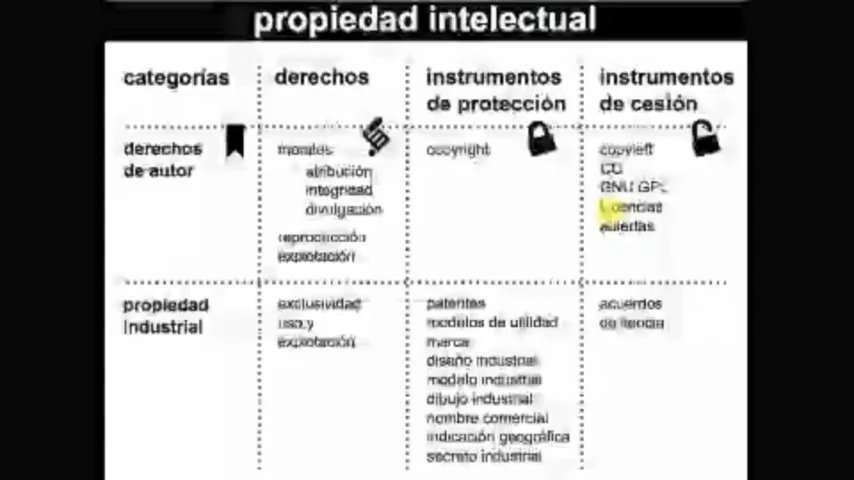 propiedad intelectual
categorías
derechos
instrumentos
de protección
instrumentos
de cesión
derechos
de autor
morales
atribución
integridad
divulgación
reproducción
explotación
copyright
copyleft
CC
GNU GPL
Licencias
abiertas
propiedad
industrial
exclusividad
uso y
explotación
patentes
modelos de utilidad
marca
diseño industrial
modelo industrial
dibujo industrial
nombre comercial
indicación geográfica
secreto industrial
acuerdos
de licencia